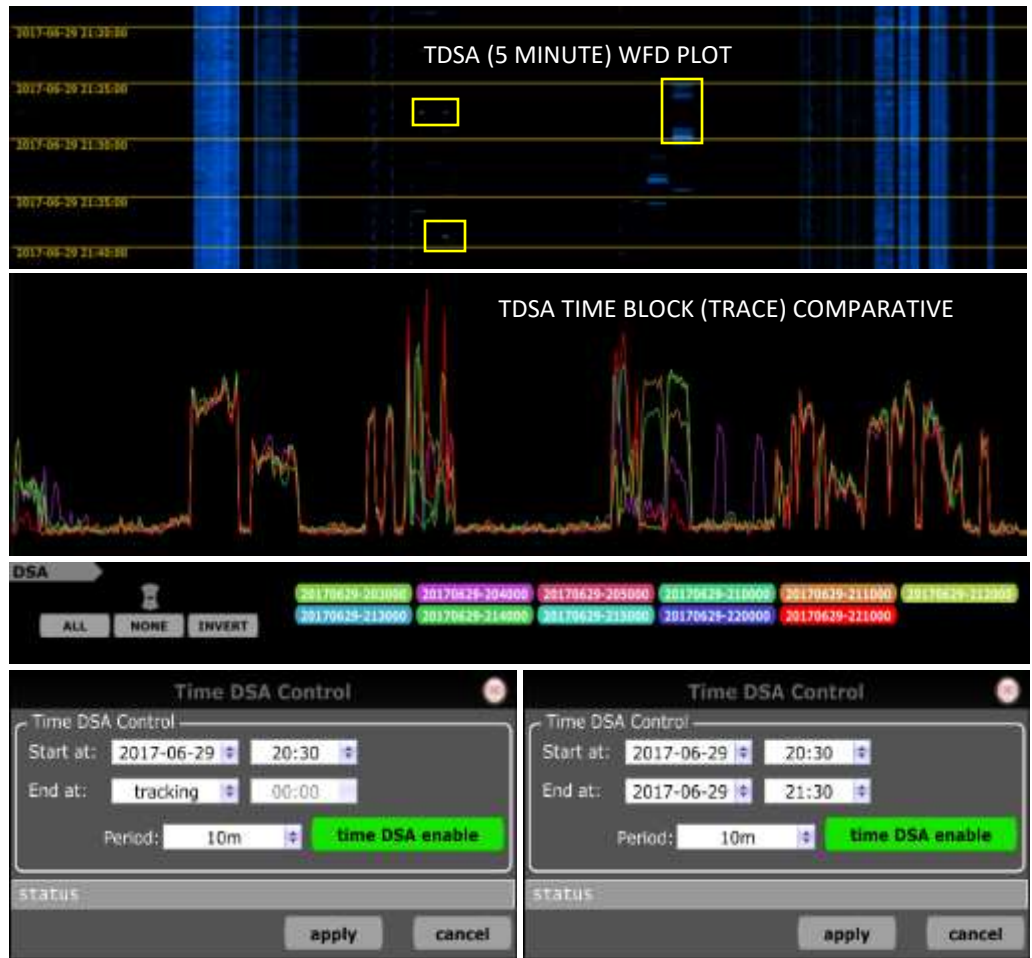 2017-06-29 21:20:00
TDSA (5 MINUTE) WFD PLOT
2017-06-29 21:25:00
2017-06-29 21:30:00
2017-06-29 21:35:00
2017-06-29 21:40:00
TDSA TIME BLOCK (TRACE) COMPARATIVE
DSA
20170629-203000 20170629-204000 20170629-205000 20170629-210000 20170629-211000 20170629-212000
ALL NONE INVERT 20170629-213000 20170629-214000 20170629-215000 20170629-220000 20170629-221000
Time DSA Control
Time DSA Control
Start at: 2017-06-29 20:30
End at: tracking 00:00
Period: 10m time DSA enable
status
apply cancel
Time DSA Control
Time DSA Control
Start at: 2017-06-29 20:30
End at: 2017-06-29 21:30
Period: 10m time DSA enable
status
apply cancel